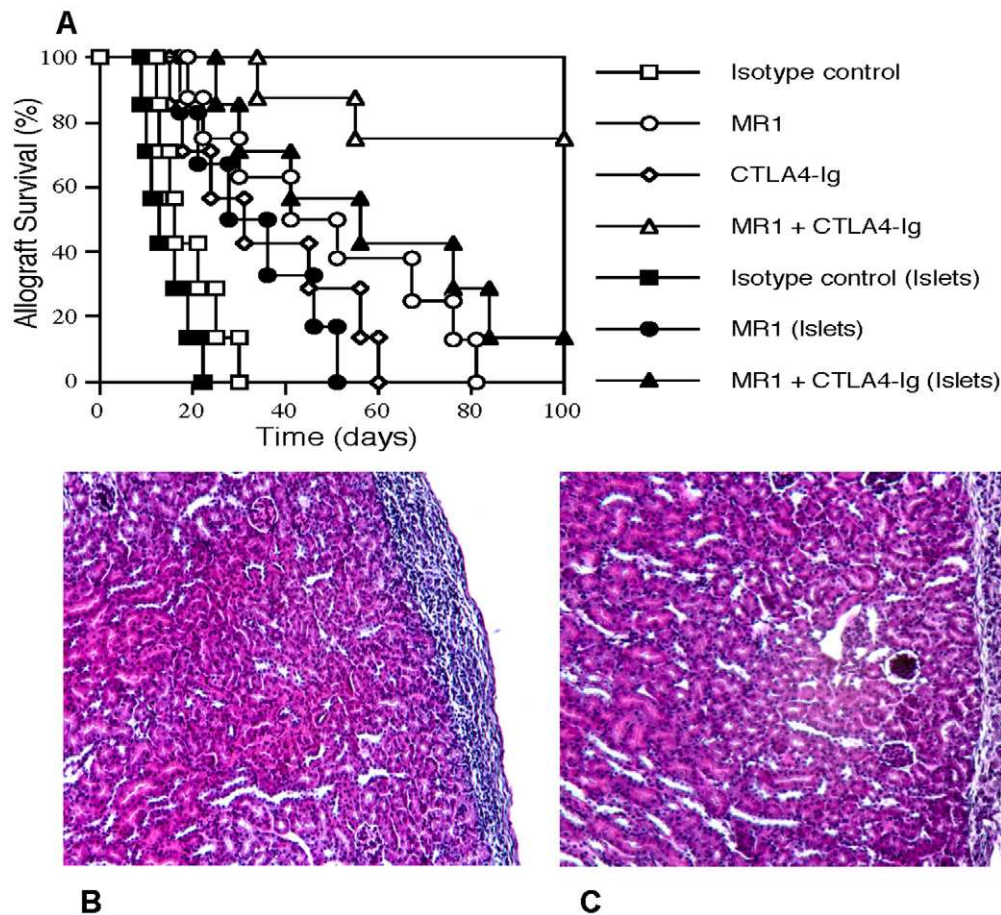 A
Allograft Survival (%)
100
80
60
40
20
0
0 20 40 60 80 100
Time (days)
Isotype control
MR1
CTLA4-Ig
MR1 + CTLA4-Ig
Isotype control (Islets)
MR1 (Islets)
MR1 + CTLA4-Ig (Islets)
B
C